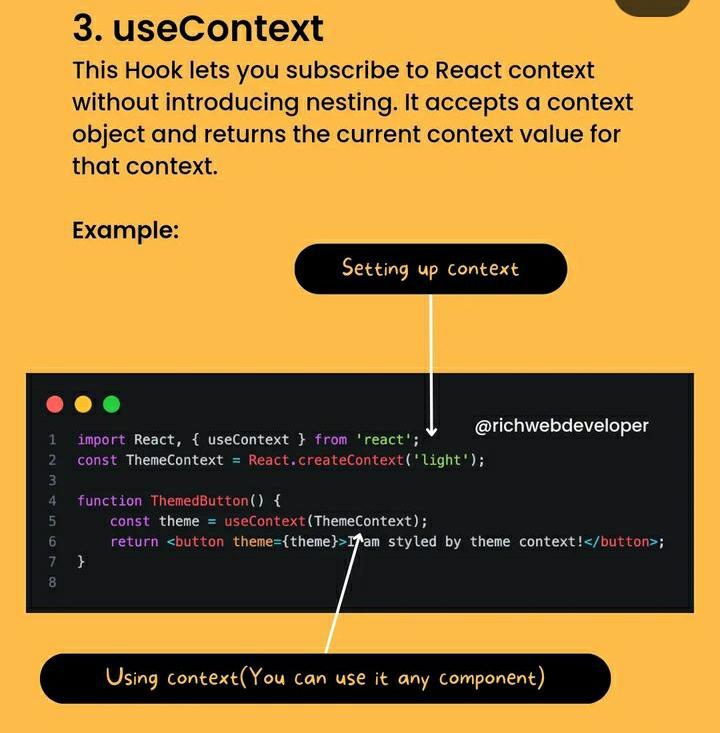 3. useContext
This Hook lets you subscribe to React context
without introducing nesting. It accepts a context
object and returns the current context value for
that context.
Example:
Setting up context
@richwebdeveloper
1 import React, { useContext } from 'react';
2 const ThemeContext = React.createContext('light');
3
4 function ThemedButton() {
5     const theme = useContext(ThemeContext);
6     return <button theme={theme}>I am styled by theme context!</button>;
7 }
8
Using context(You can use it any component)